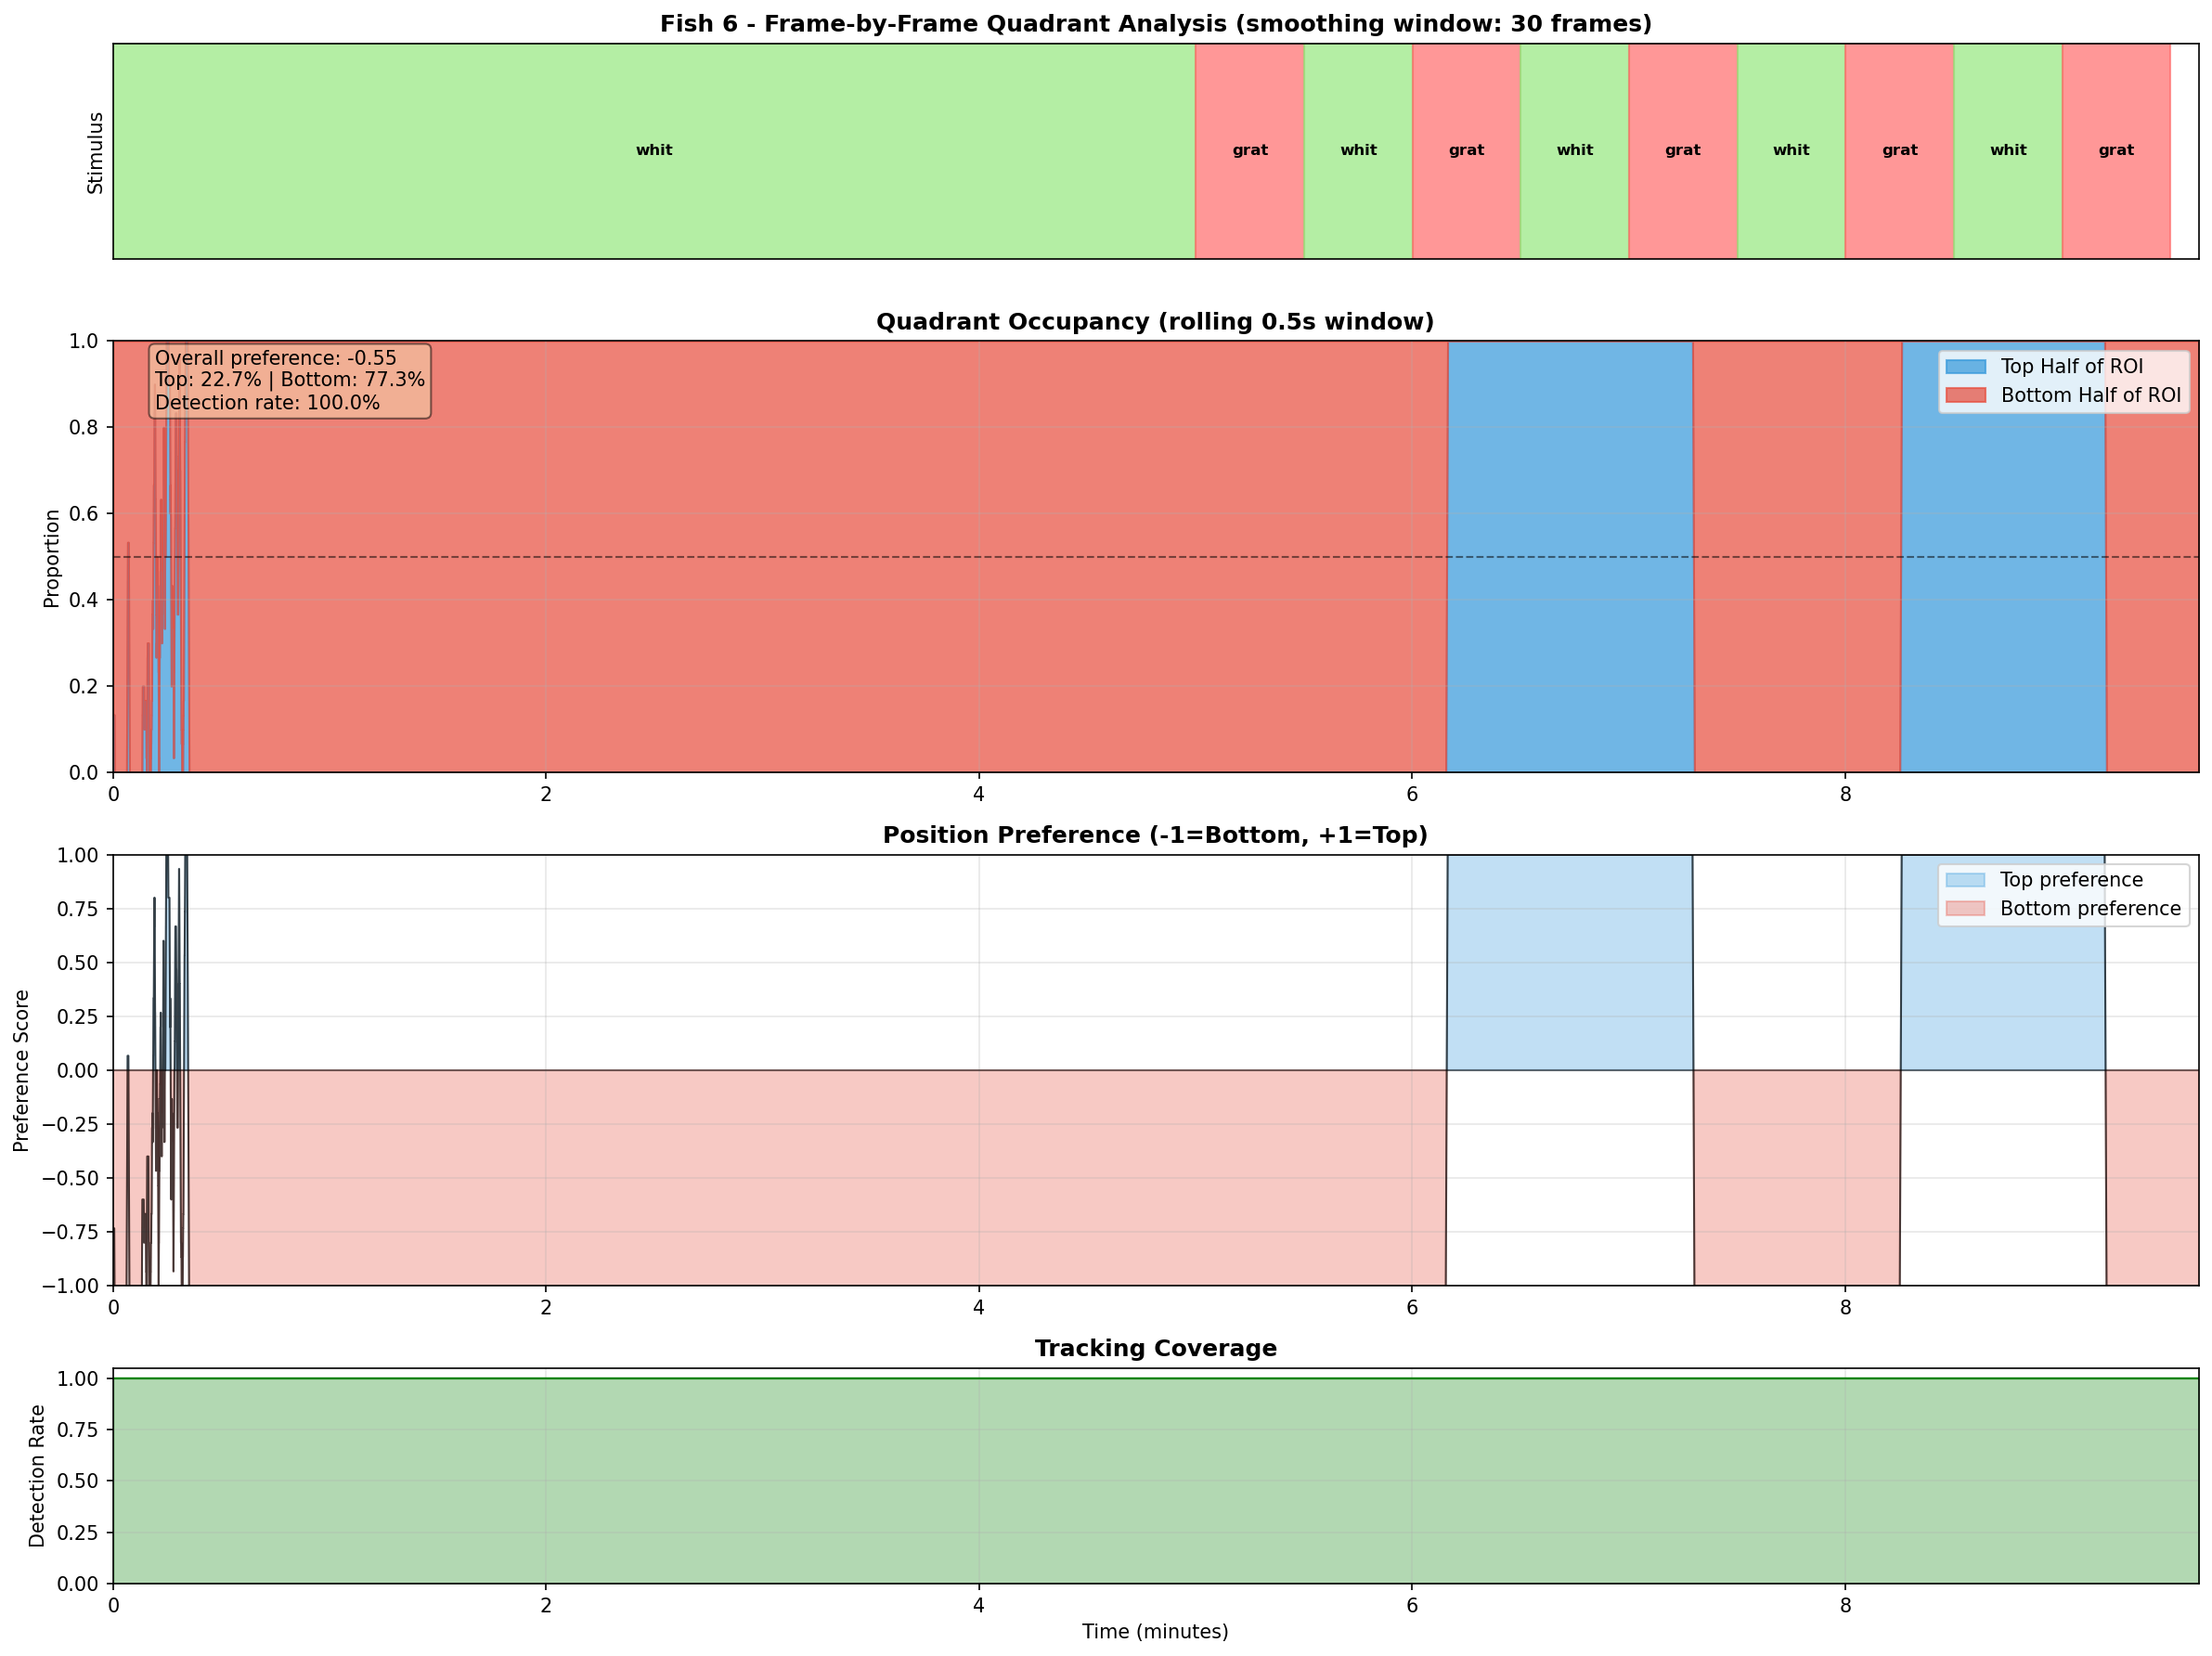 Fish 6 - Frame-by-Frame Quadrant Analysis (smoothing window: 30 frames)
Stimulus
whit
grat
whit
grat
whit
grat
whit
grat
whit
grat
Quadrant Occupancy (rolling 0.5s window)
Proportion
1.0
0.8
0.6
0.4
0.2
0.0
Overall preference: -0.55
Top: 22.7% | Bottom: 77.3%
Detection rate: 100.0%
Top Half of ROI
Bottom Half of ROI
0
2
4
6
8
Position Preference (-1=Bottom, +1=Top)
Preference Score
1.00
0.75
0.50
0.25
0.00
−0.25
−0.50
−0.75
−1.00
Top preference
Bottom preference
0
2
4
6
8
Tracking Coverage
Detection Rate
1.00
0.75
0.50
0.25
0.00
0
2
4
6
8
Time (minutes)